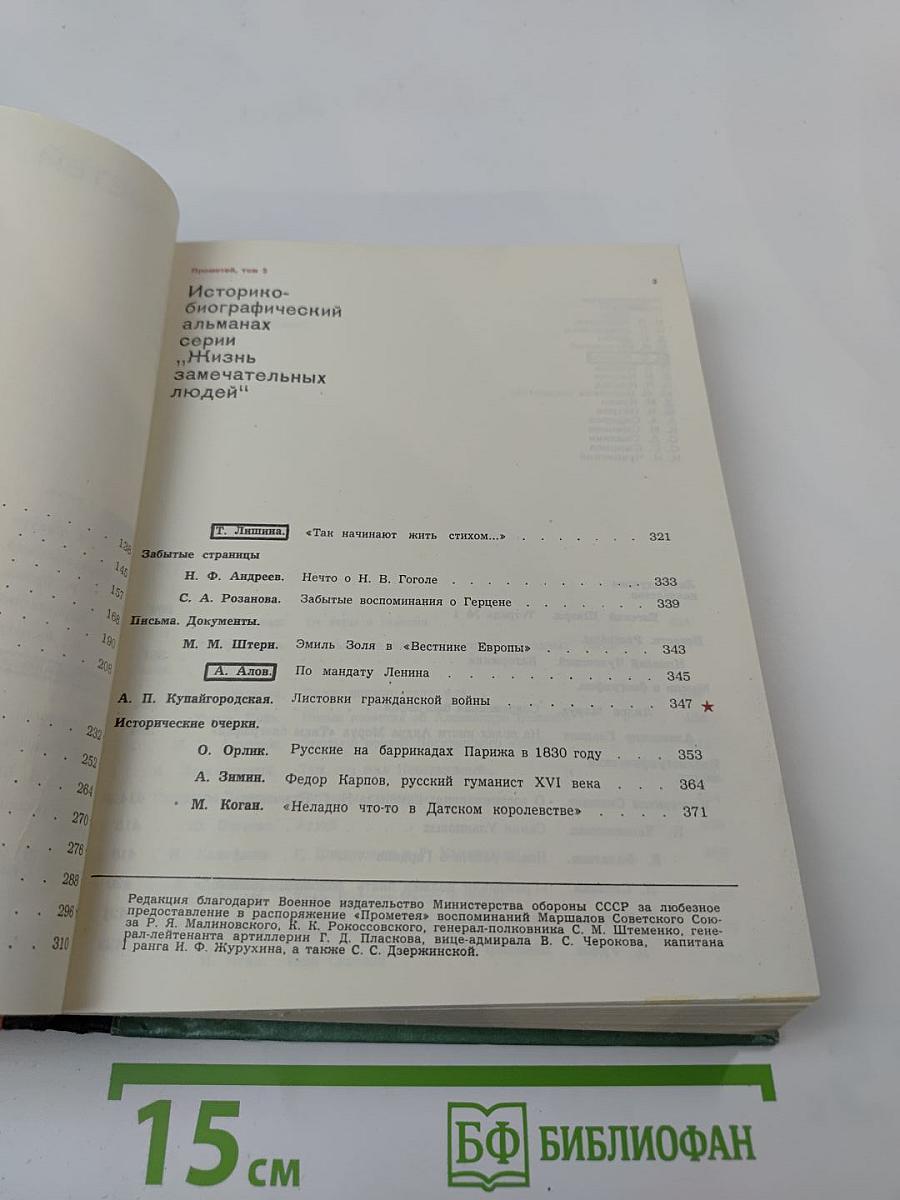 Прометей, том 5
3
Историко-
биографический
альманах
серии
„Жизнь
замечательных
людей“
Т. Лишина. «Так начинают жить стихом...» . . . . . . . 321
Забытые страницы
Н. Ф. Андреев. Нечто о Н. В. Гоголе . . . . . . . . . . . 333
С. А. Розанова. Забытые воспоминания о Герцене . . . . . . . 339
Письма. Документы.
М. М. Штерн. Эмиль Золя в «Вестнике Европы» . . . . . . 343
А. Алов. По мандату Ленина . . . . . . . . . . . 345
А. П. Купайгородская. Листовки гражданской войны . . . . . . . . . 347 ★
Исторические очерки.
О. Орлик. Русские на баррикадах Парижа в 1830 году . . . 353
А. Зимин. Федор Карпов, русский гуманист XVI века . . . 364
М. Коган. «Неладно что-то в Датском королевстве» . . . . 371
Редакция благодарит Военное издательство Министерства обороны СССР за любезное
предоставление в распоряжение «Прометея» воспоминаний Маршалов Советского Сою-
за Р. Я. Малиновского, К. К. Рокоссовского, генерал-полковника С. М. Штеменко, гене-
рал-лейтенанта артиллерии Г. Д. Пласкова, вице-адмирала В. С. Черокова, капитана
I ранга И. Ф. Журухина, а также С. С. Дзержинской.
138
145
157
168
190
208
232
252
264
270
276
288
296
310
15 см
БФ БИБЛИОФАН